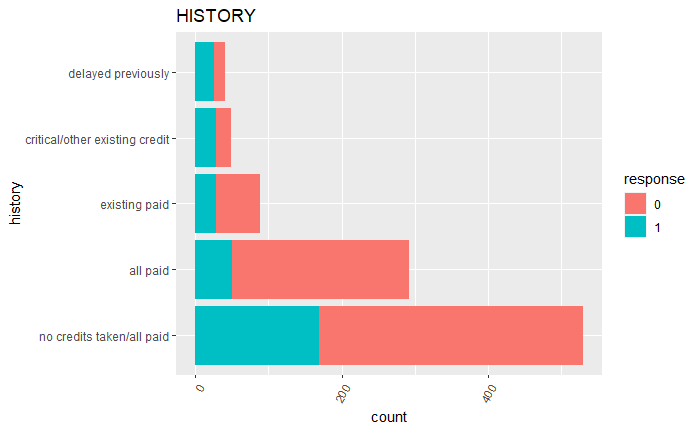 HISTORY
delayed previously
critical/other existing credit
existing paid
all paid
no credits taken/all paid
history
0
200
400
count
response
0
1